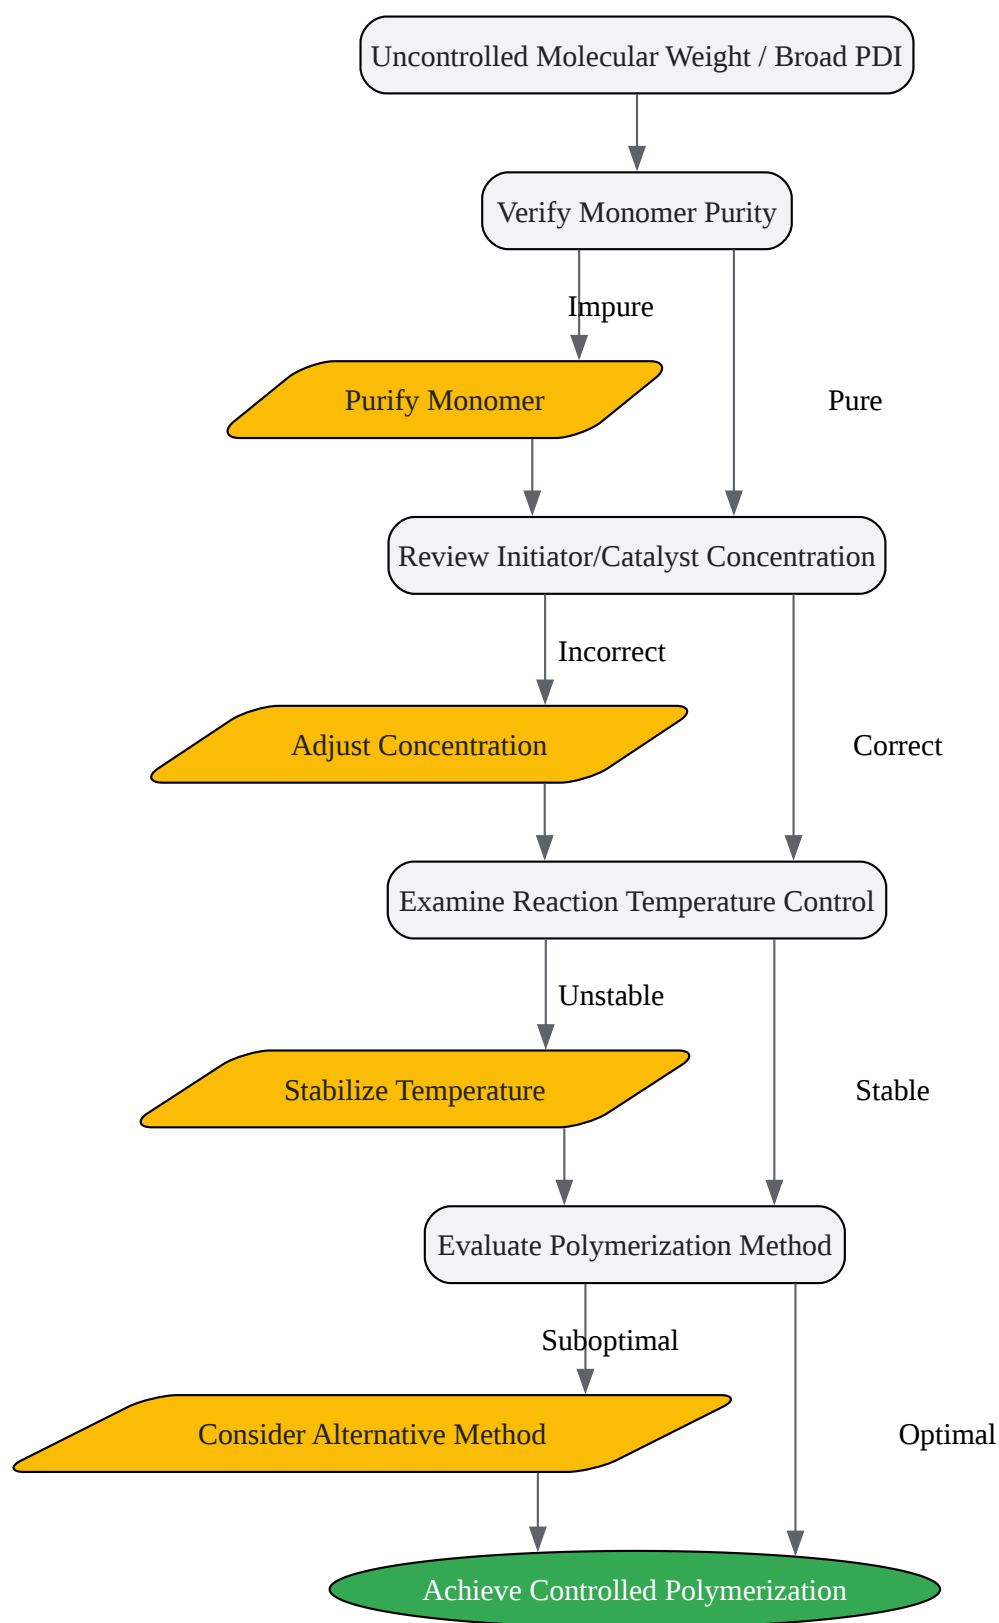 Uncontrolled Molecular Weight / Broad PDI
Verify Monomer Purity
Impure
Purify Monomer
Pure
Review Initiator/Catalyst Concentration
Incorrect
Adjust Concentration
Correct
Examine Reaction Temperature Control
Unstable
Stabilize Temperature
Stable
Evaluate Polymerization Method
Suboptimal
Consider Alternative Method
Optimal
Achieve Controlled Polymerization